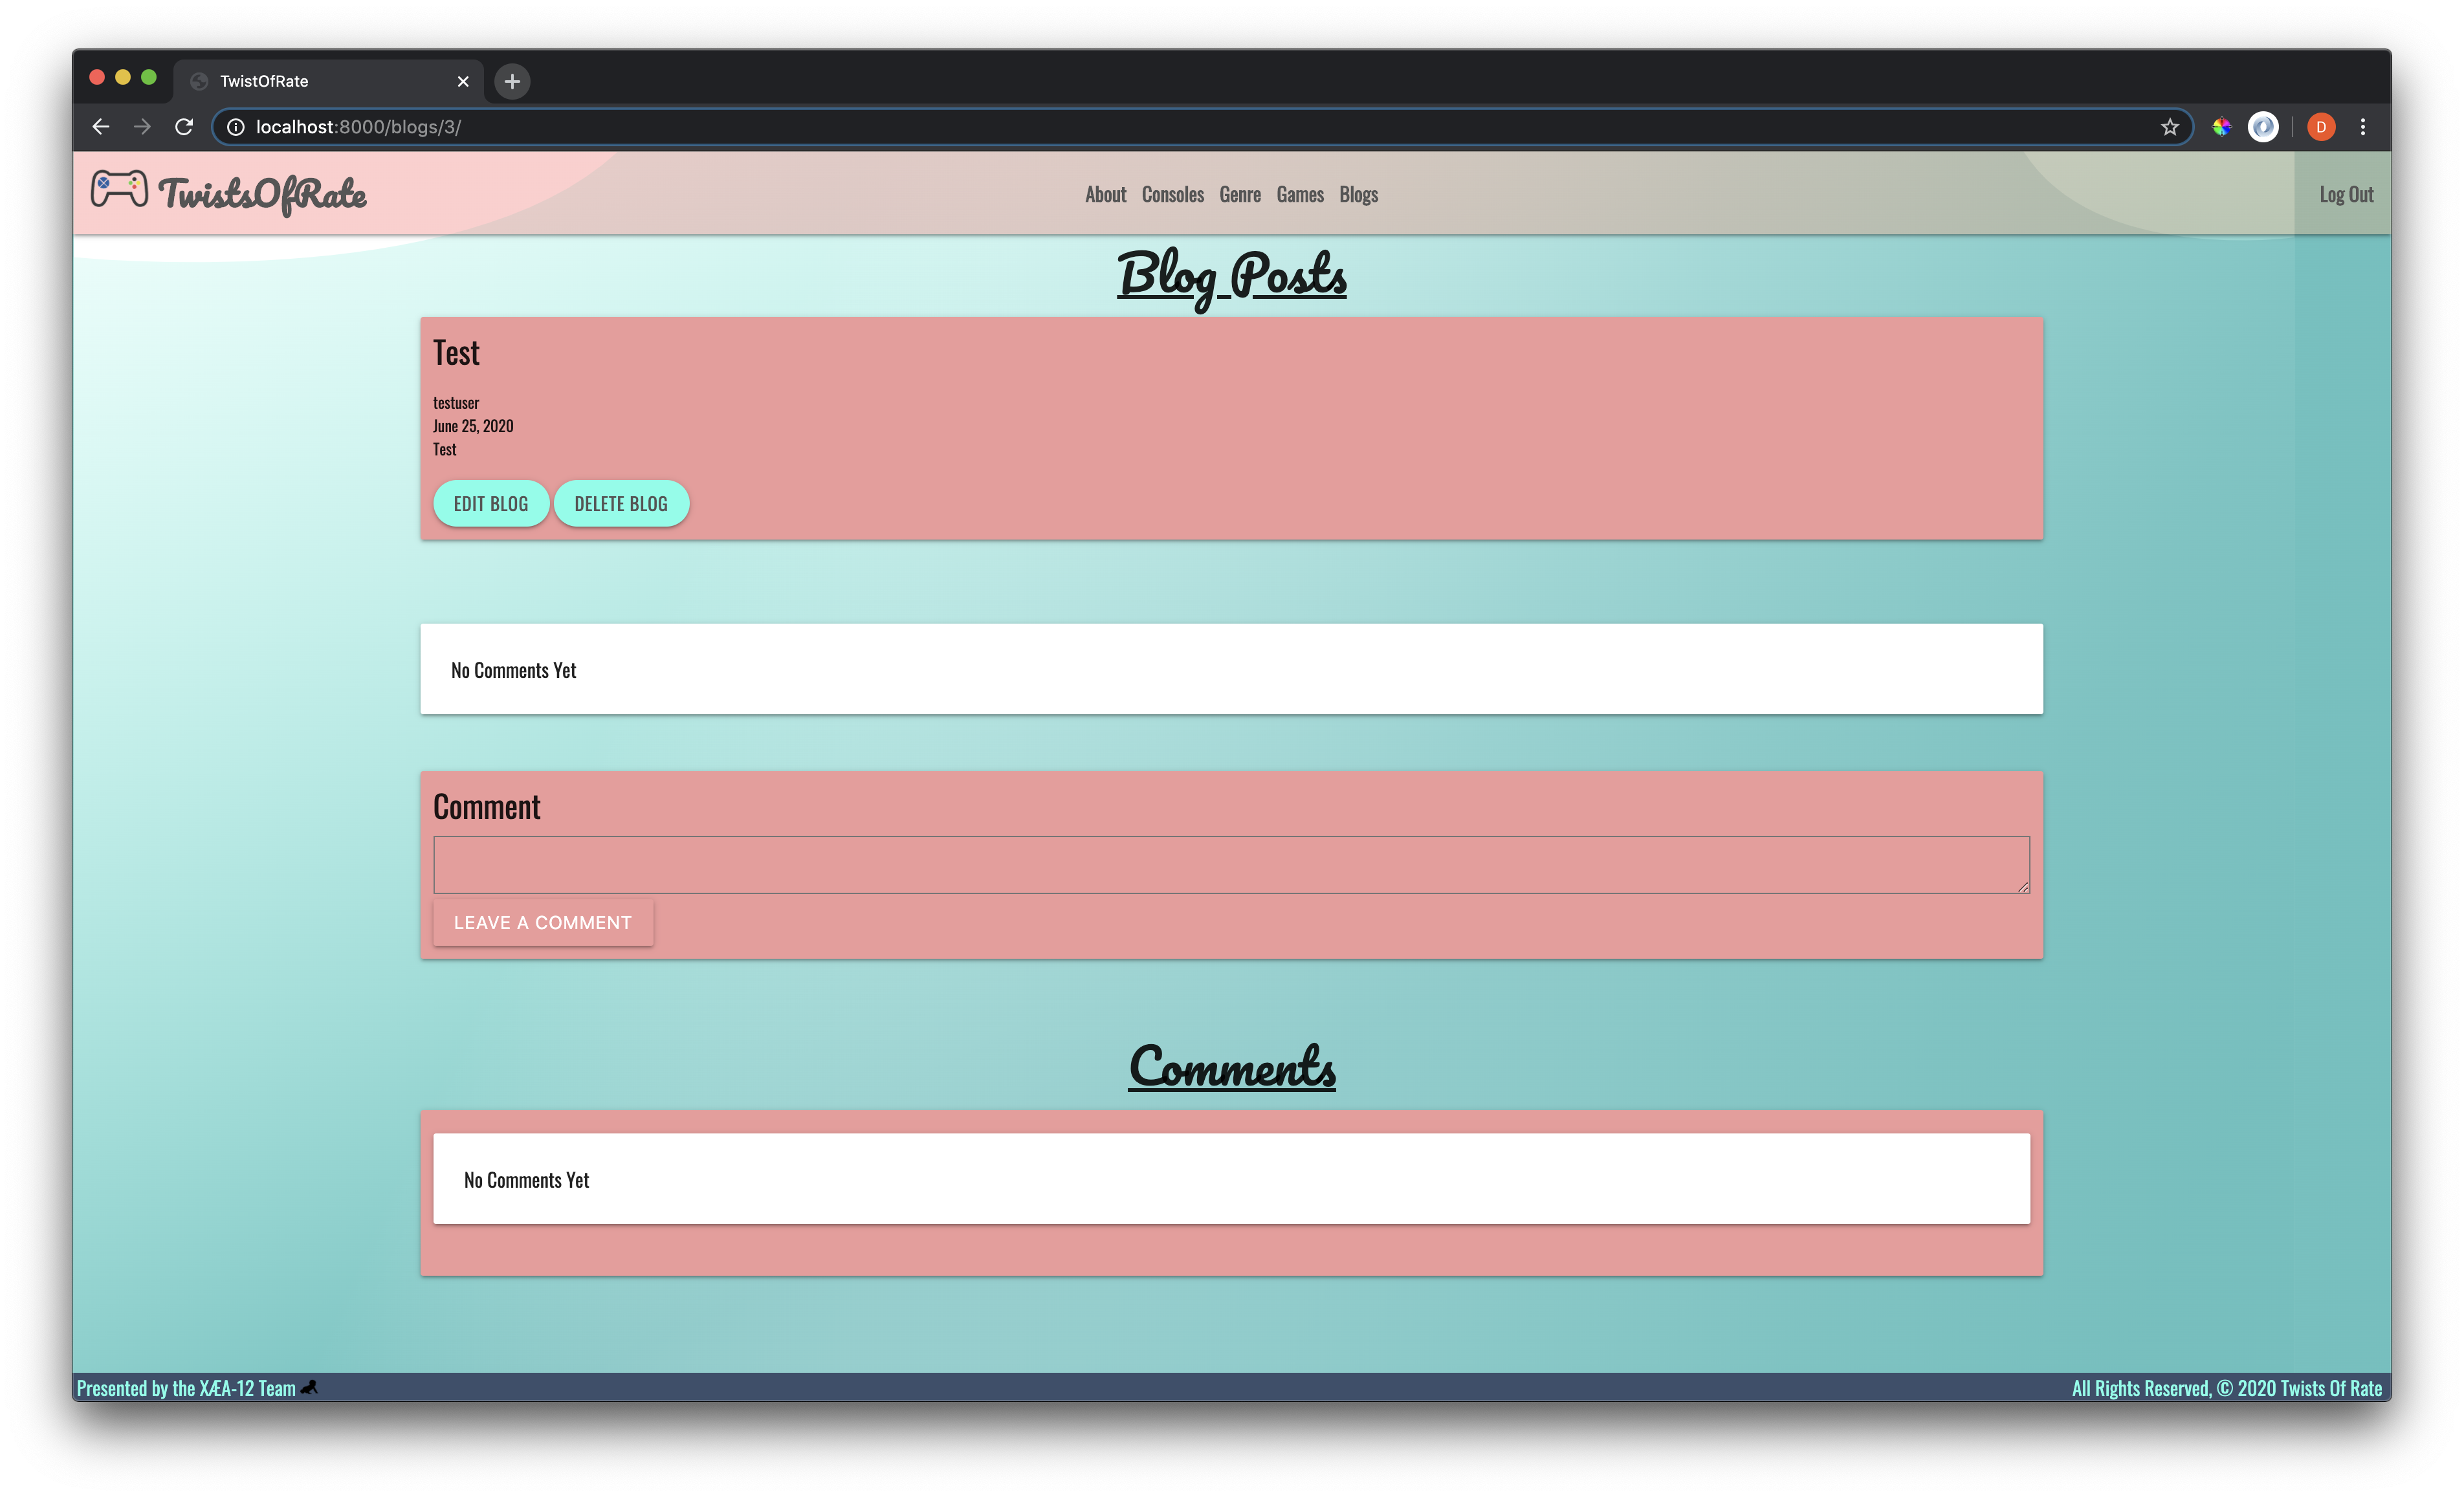 TwistOfRate
localhost:8000/blogs/3/
D
TwistsOfRate
About Consoles Genre Games Blogs
Log Out
Blog Posts
Test
testuser
June 25, 2020
Test
EDIT BLOG DELETE BLOG
No Comments Yet
Comment
LEAVE A COMMENT
Comments
No Comments Yet
Presented by the XÆA-12 Team
All Rights Reserved, © 2020 Twists Of Rate